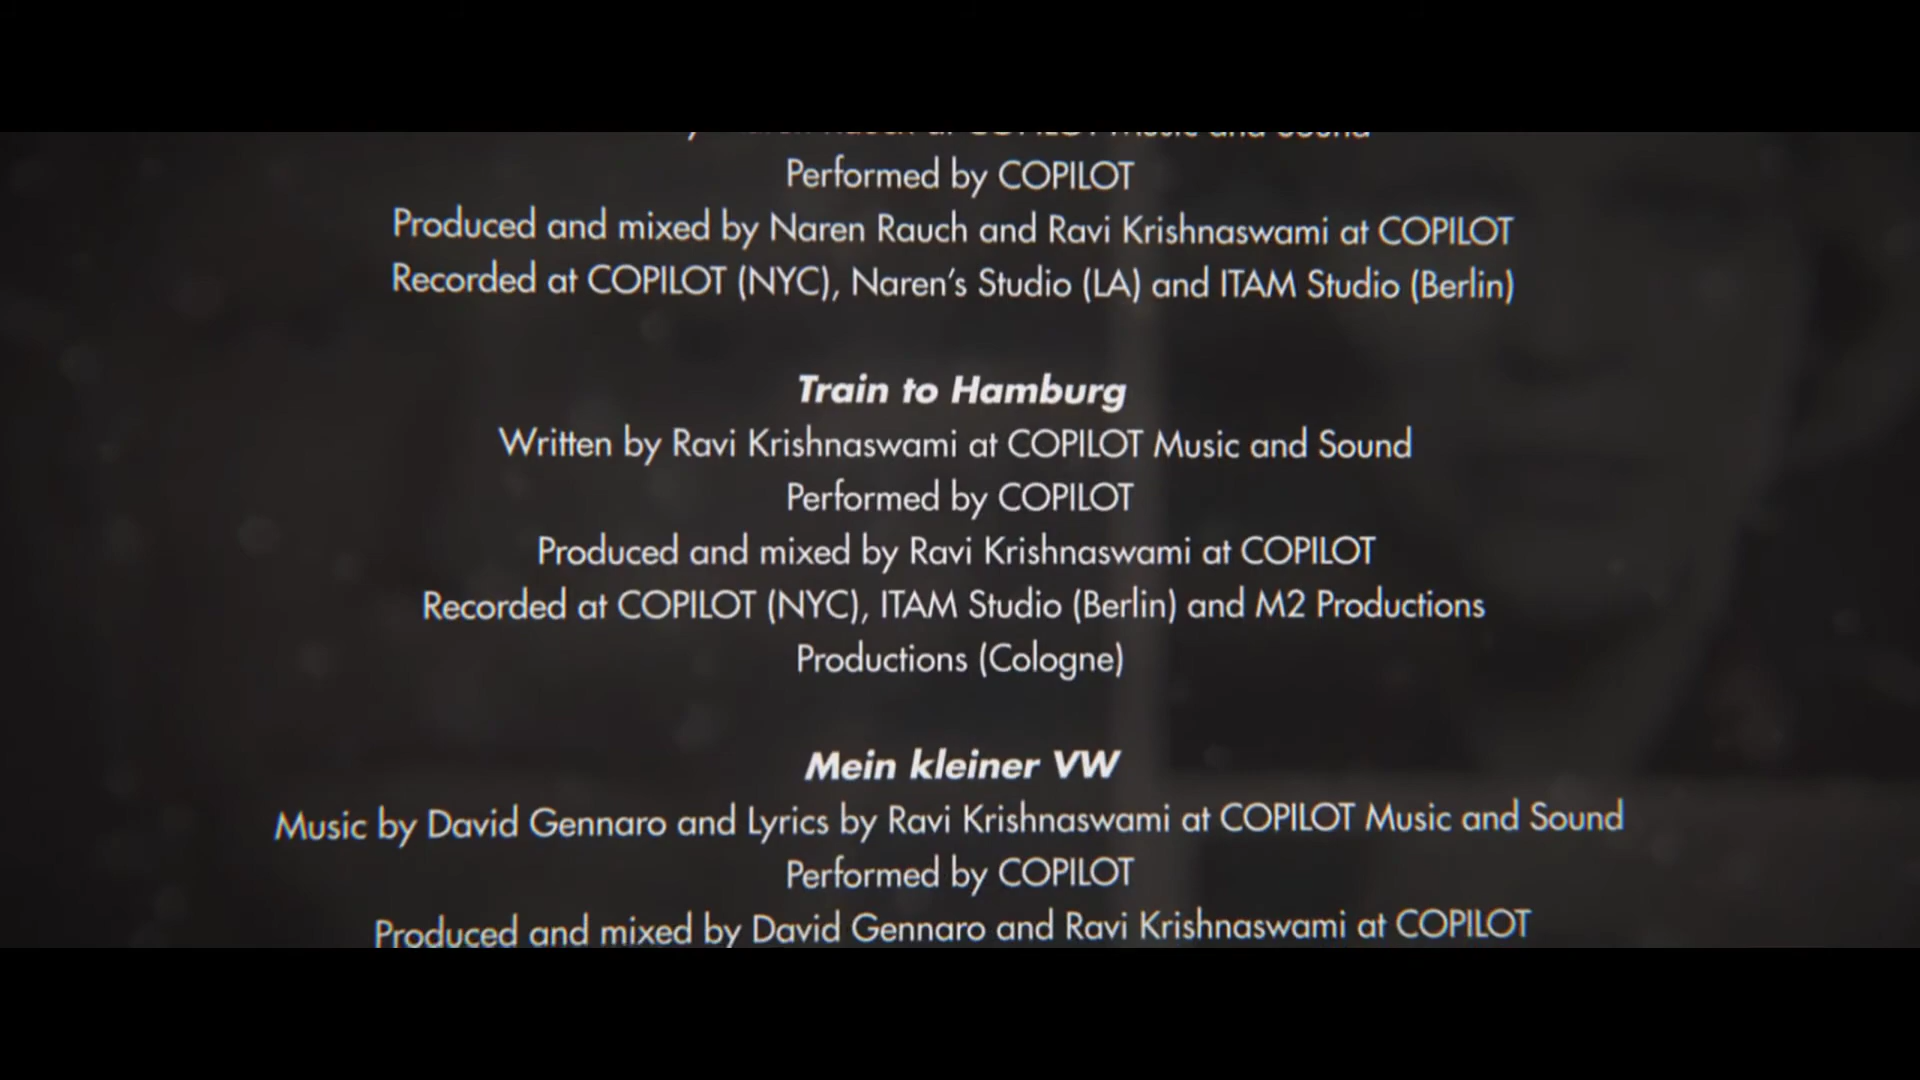 Music and Sound
Performed by COPILOT
Produced and mixed by Naren Rauch and Ravi Krishnaswami at COPILOT
Recorded at COPILOT (NYC), Naren's Studio (LA) and ITAM Studio (Berlin)
Train to Hamburg
Written by Ravi Krishnaswami at COPILOT Music and Sound
Performed by COPILOT
Produced and mixed by Ravi Krishnaswami at COPILOT
Recorded at COPILOT (NYC), ITAM Studio (Berlin) and M2 Productions
Productions (Cologne)
Mein kleiner VW
Music by David Gennaro and Lyrics by Ravi Krishnaswami at COPILOT Music and Sound
Performed by COPILOT
Produced and mixed by David Gennaro and Ravi Krishnaswami at COPILOT